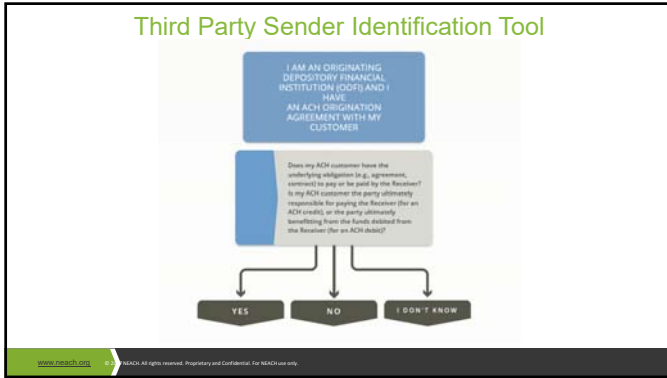 Third Party Sender Identification Tool
I AM AN ORIGINATING
DEPOSITORY FINANCIAL
INSTITUTION (ODFI) AND I
HAVE
AN ACH ORIGINATION
AGREEMENT WITH MY
CUSTOMER
Does my ACH customer have the
underlying obligation (e.g., agreement,
contract) to pay or be paid by the Receiver?
Is my ACH customer the party ultimately
responsible for paying the Receiver (for an
ACH credit), or the party ultimately
benefitting from the funds debited from
the Receiver (for an ACH debit)?
YES
NO
I DON'T KNOW
www.neach.org
NEACH. All rights reserved. Proprietary and Confidential. For NEACH use only.